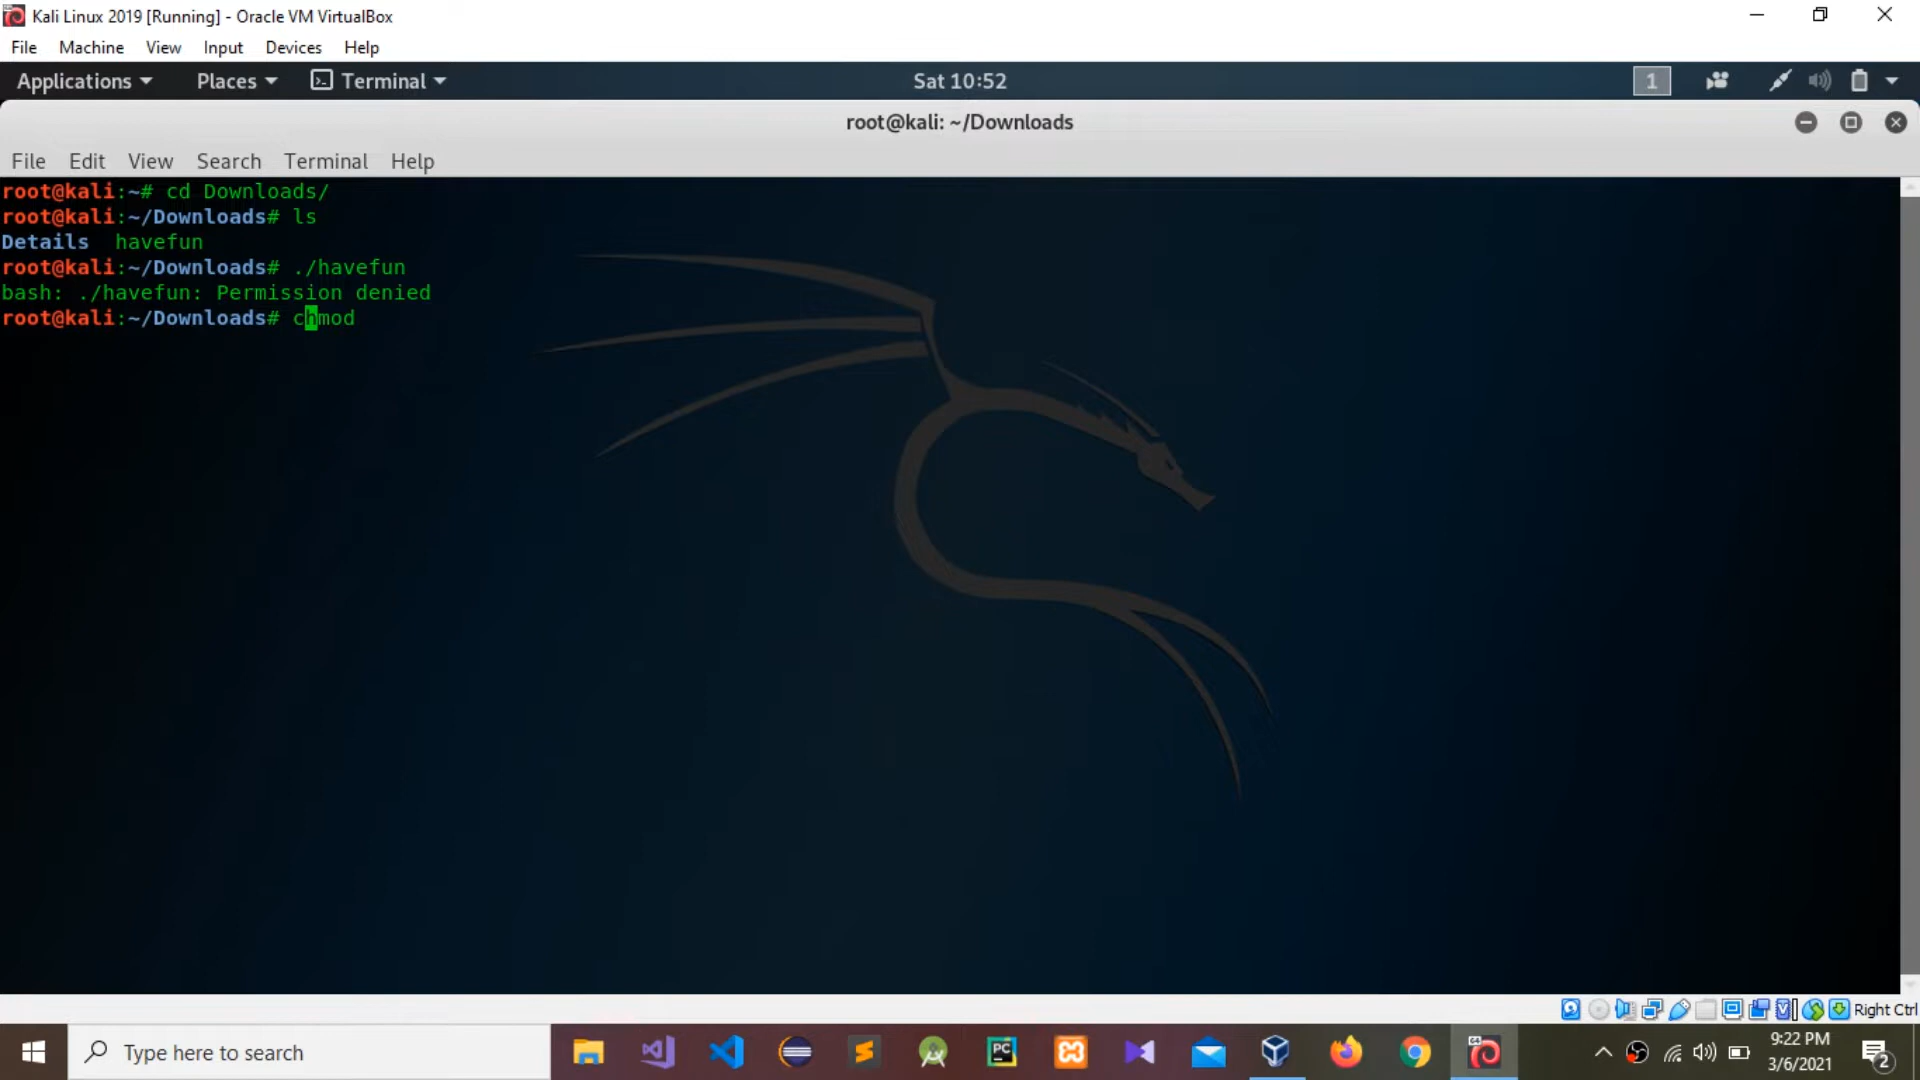 Kali Linux 2019 [Running] - Oracle VM VirtualBox
File Machine View Input Devices Help
Applications Places Terminal Sat 10:52 1
root@kali: ~/Downloads
File Edit View Search Terminal Help
root@kali:~# cd Downloads/
root@kali:~/Downloads# ls
Details havefun
root@kali:~/Downloads# ./havefun
bash: ./havefun: Permission denied
root@kali:~/Downloads# chmod
Right Ctrl
Type here to search
PC
64
9:22 PM
3/6/2021
2